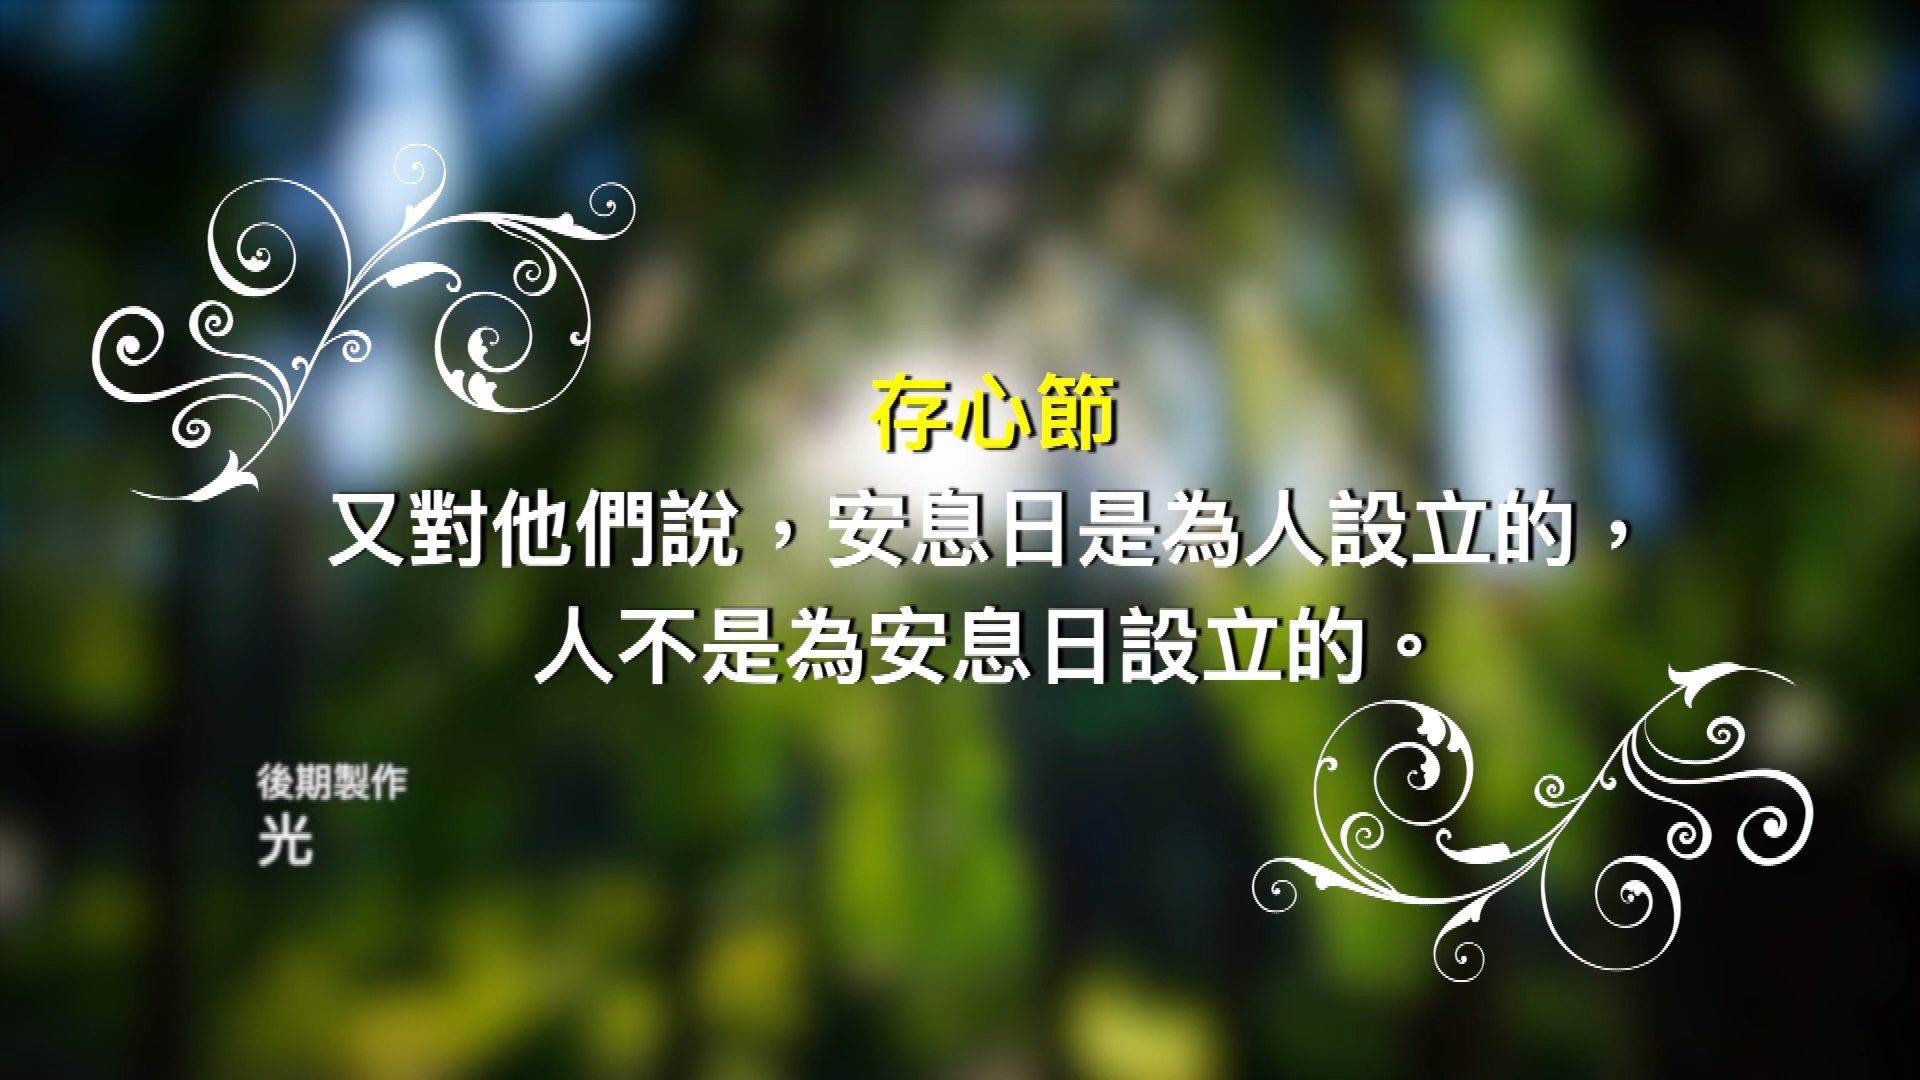 存心節
又對他們說，安息日是為人設立的，
人不是為安息日設立的。
後期製作
光